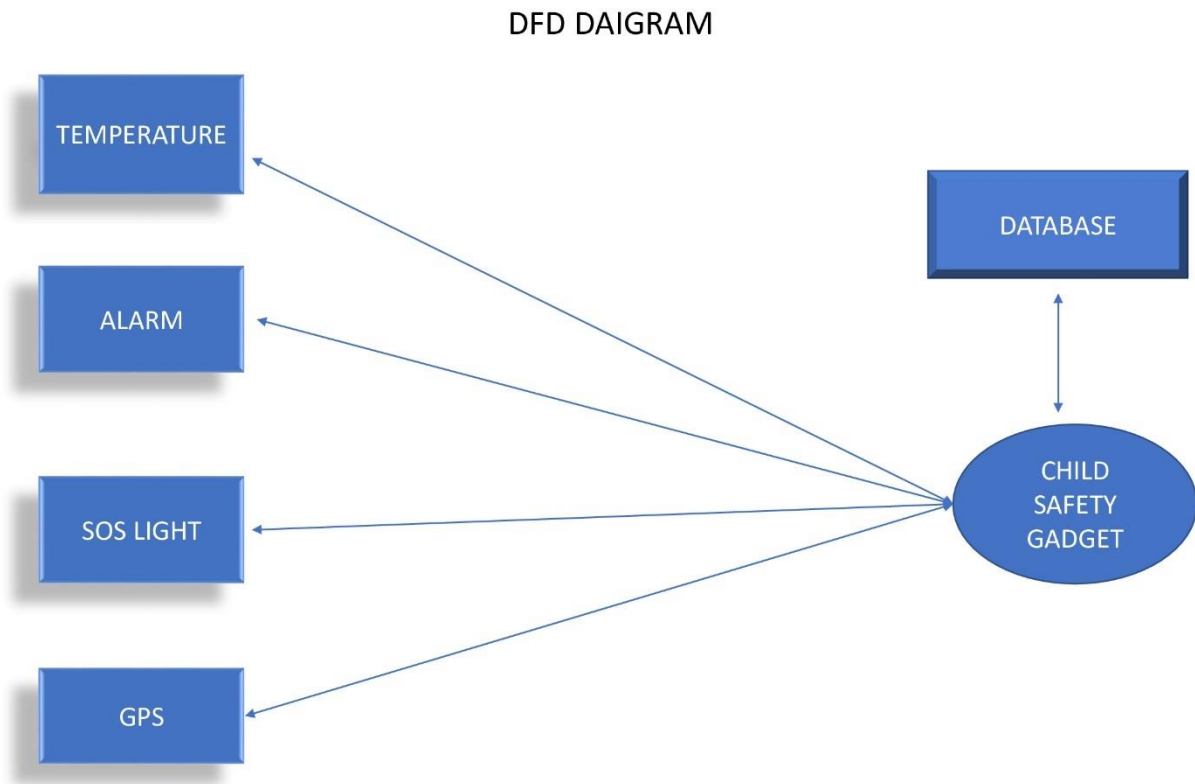 DFD DAIGRAM
TEMPERATURE
DATABASE
ALARM
CHILD
SAFETY
GADGET
SOS LIGHT
GPS